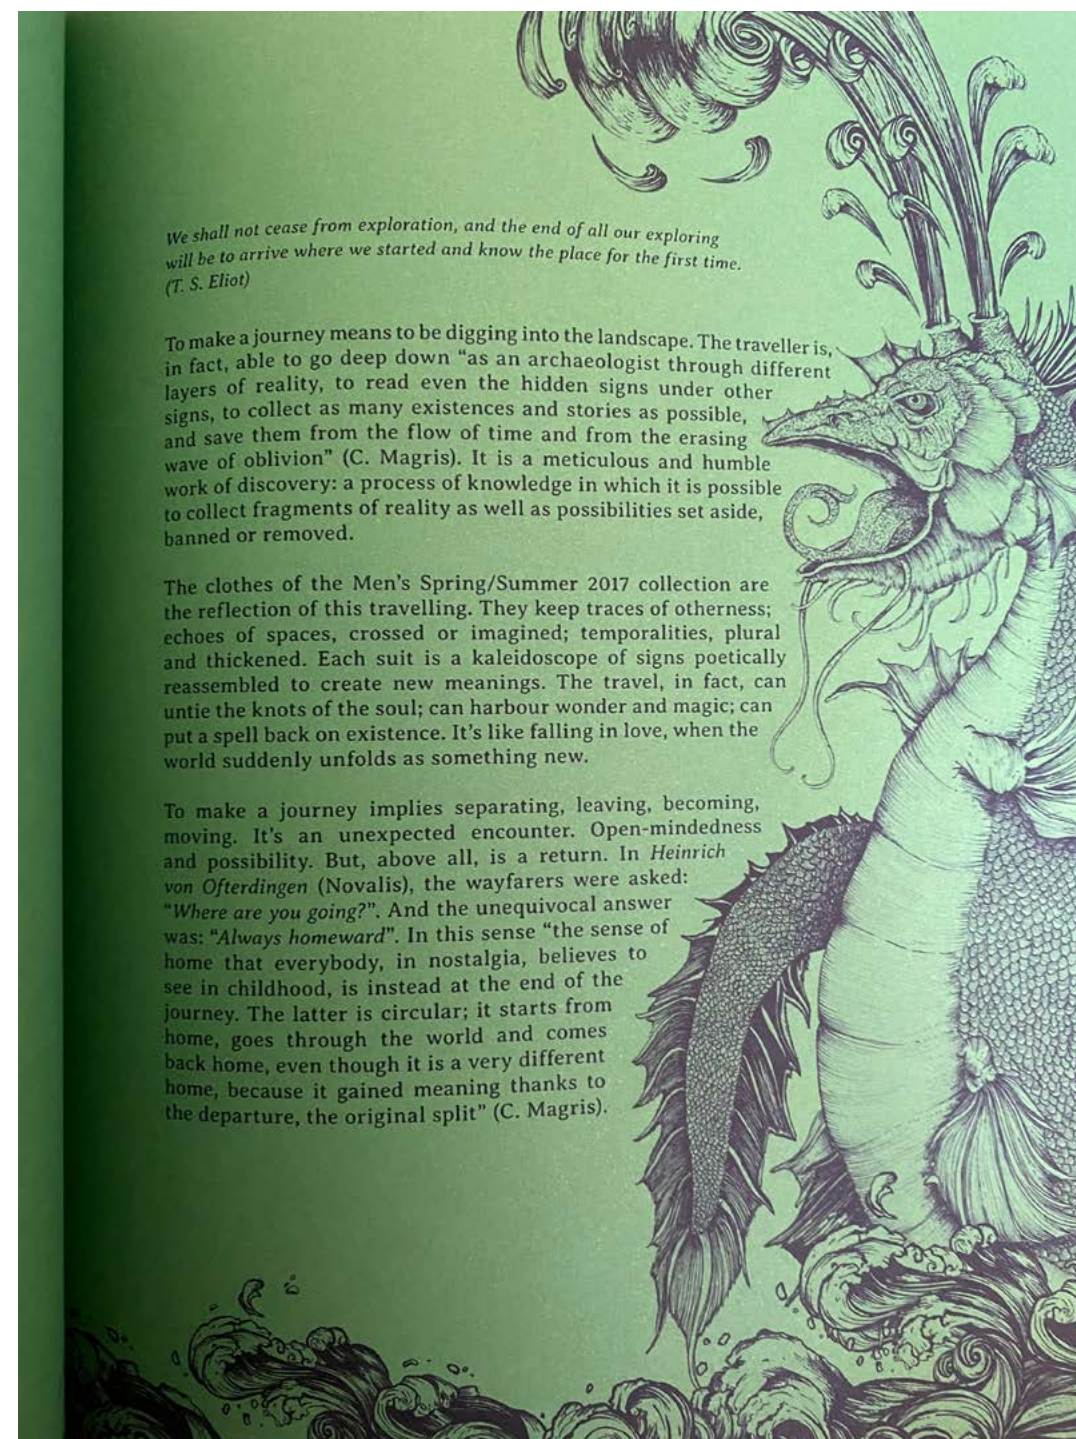 We shall not cease from exploration, and the end of all our exploring
will be to arrive where we started and know the place for the first time.
(T. S. Eliot)
To make a journey means to be digging into the landscape. The traveller is,
in fact, able to go deep down “as an archaeologist through different
layers of reality, to read even the hidden signs under other
signs, to collect as many existences and stories as possible,
and save them from the flow of time and from the erasing
wave of oblivion” (C. Magris). It is a meticulous and humble
work of discovery: a process of knowledge in which it is possible
to collect fragments of reality as well as possibilities set aside,
banned or removed.
The clothes of the Men’s Spring/Summer 2017 collection are
the reflection of this travelling. They keep traces of otherness;
echoes of spaces, crossed or imagined; temporalities, plural
and thickened. Each suit is a kaleidoscope of signs poetically
reassembled to create new meanings. The travel, in fact, can
untie the knots of the soul; can harbour wonder and magic; can
put a spell back on existence. It’s like falling in love, when the
world suddenly unfolds as something new.
To make a journey implies separating, leaving, becoming,
moving. It’s an unexpected encounter. Open-mindedness
and possibility. But, above all, is a return. In Heinrich
von Ofterdingen (Novalis), the wayfarers were asked:
“Where are you going?”. And the unequivocal answer
was: “Always homeward”. In this sense “the sense of
home that everybody, in nostalgia, believes to
see in childhood, is instead at the end of the
journey. The latter is circular; it starts from
home, goes through the world and comes
back home, even though it is a very different
home, because it gained meaning thanks to
the departure, the original split” (C. Magris).